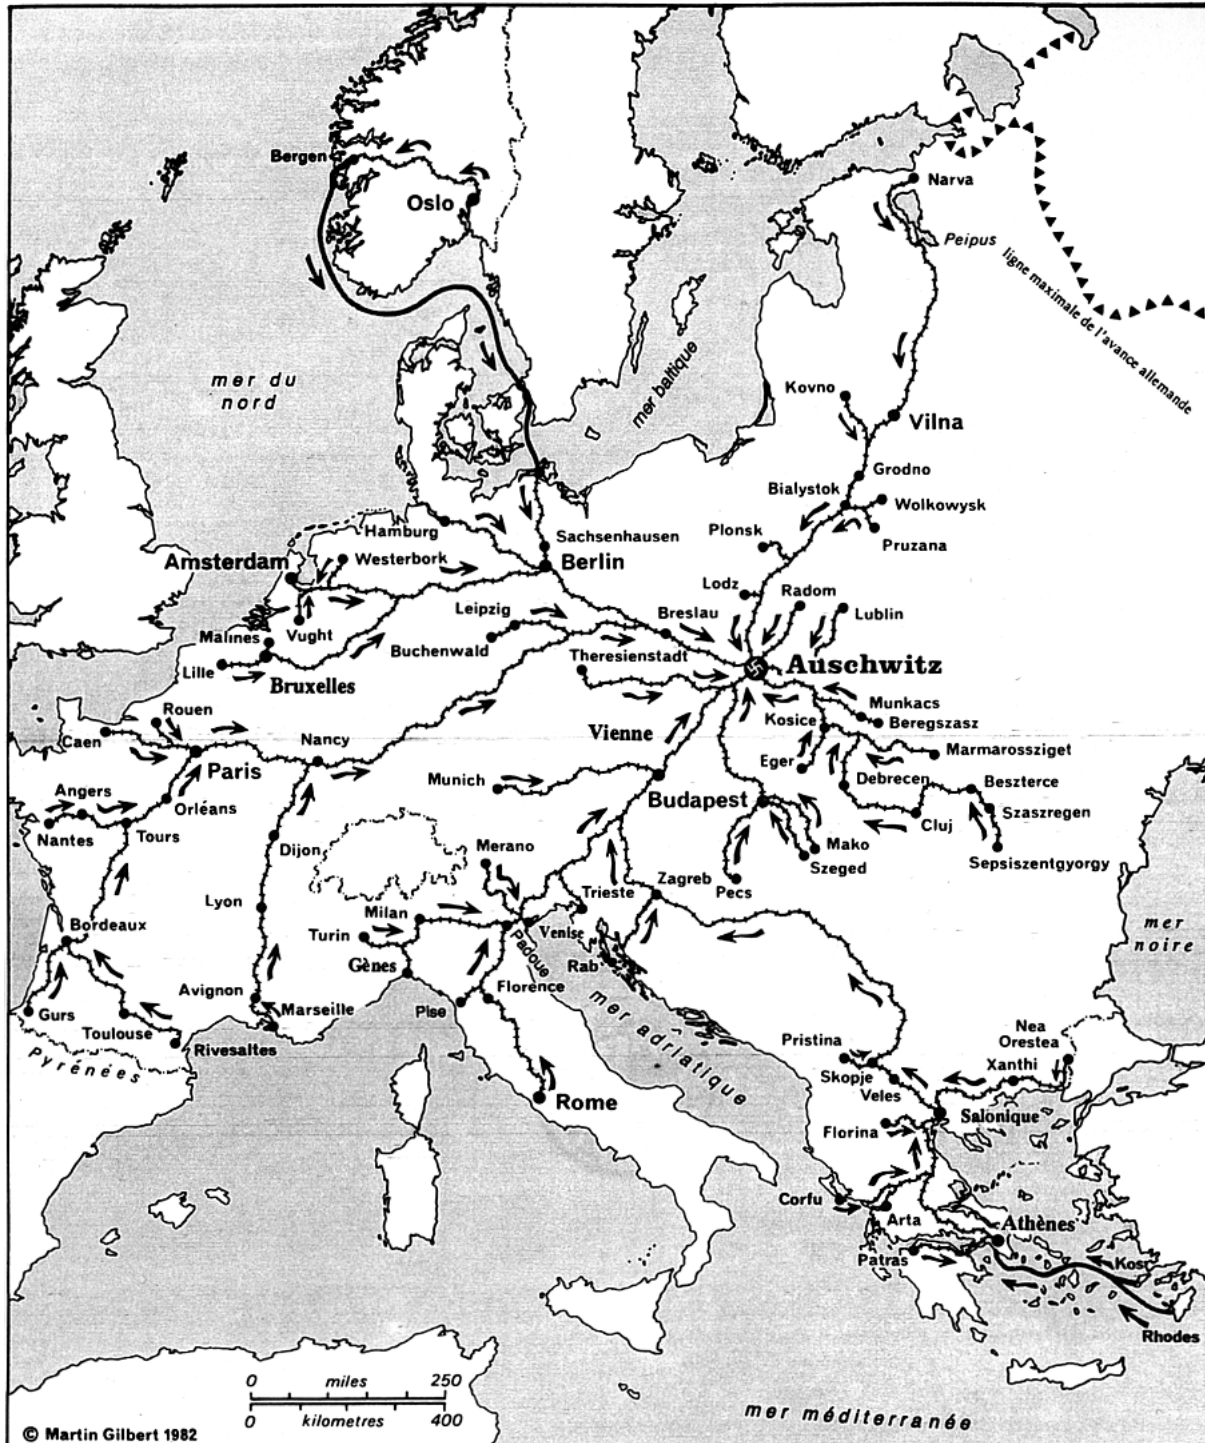 Bergen
Oslo
Narva
Peipus
ligne maximale de l'avance allemande
mer du
nord
mer baltique
Kovno
Vilna
Grodno
Bialystok
Wolkowysk
Pruzana
Plonsk
Hamburg
Sachsenhausen
Westerbork
Amsterdam
Berlin
Lodz
Radom
Lublin
Leipzig
Breslau
Malines
Vught
Buchenwald
Theresienstadt
Auschwitz
Lille
Bruxelles
Munkacs
Beregszasz
Rouen
Caen
Kosice
Vienne
Marmarossziget
Nancy
Paris
Eger
Munich
Debrecen
Beszterce
Angers
Budapest
Orléans
Szaszregen
Nantes
Tours
Cluj
Dijon
Merano
Mako
Szeged
Sepsiszentgyorgy
Zagreb
Trieste
Pecs
Lyon
Milan
Bordeaux
Turin
Venise
Padoue
mer
noire
Gènes
Rab
Avignon
Marseille
Florence
Pise
Gurs
Toulouse
Rivesaltes
Pyrénées
mer adriatique
Nea
Orestea
Pristina
Xanthi
Skopje
Veles
Rome
Salonique
Florina
Corfu
Arta
Athènes
Patras
Kos
Rhodes
0 miles 250
0 kilometres 400
mer méditerranée
© Martin Gilbert 1982